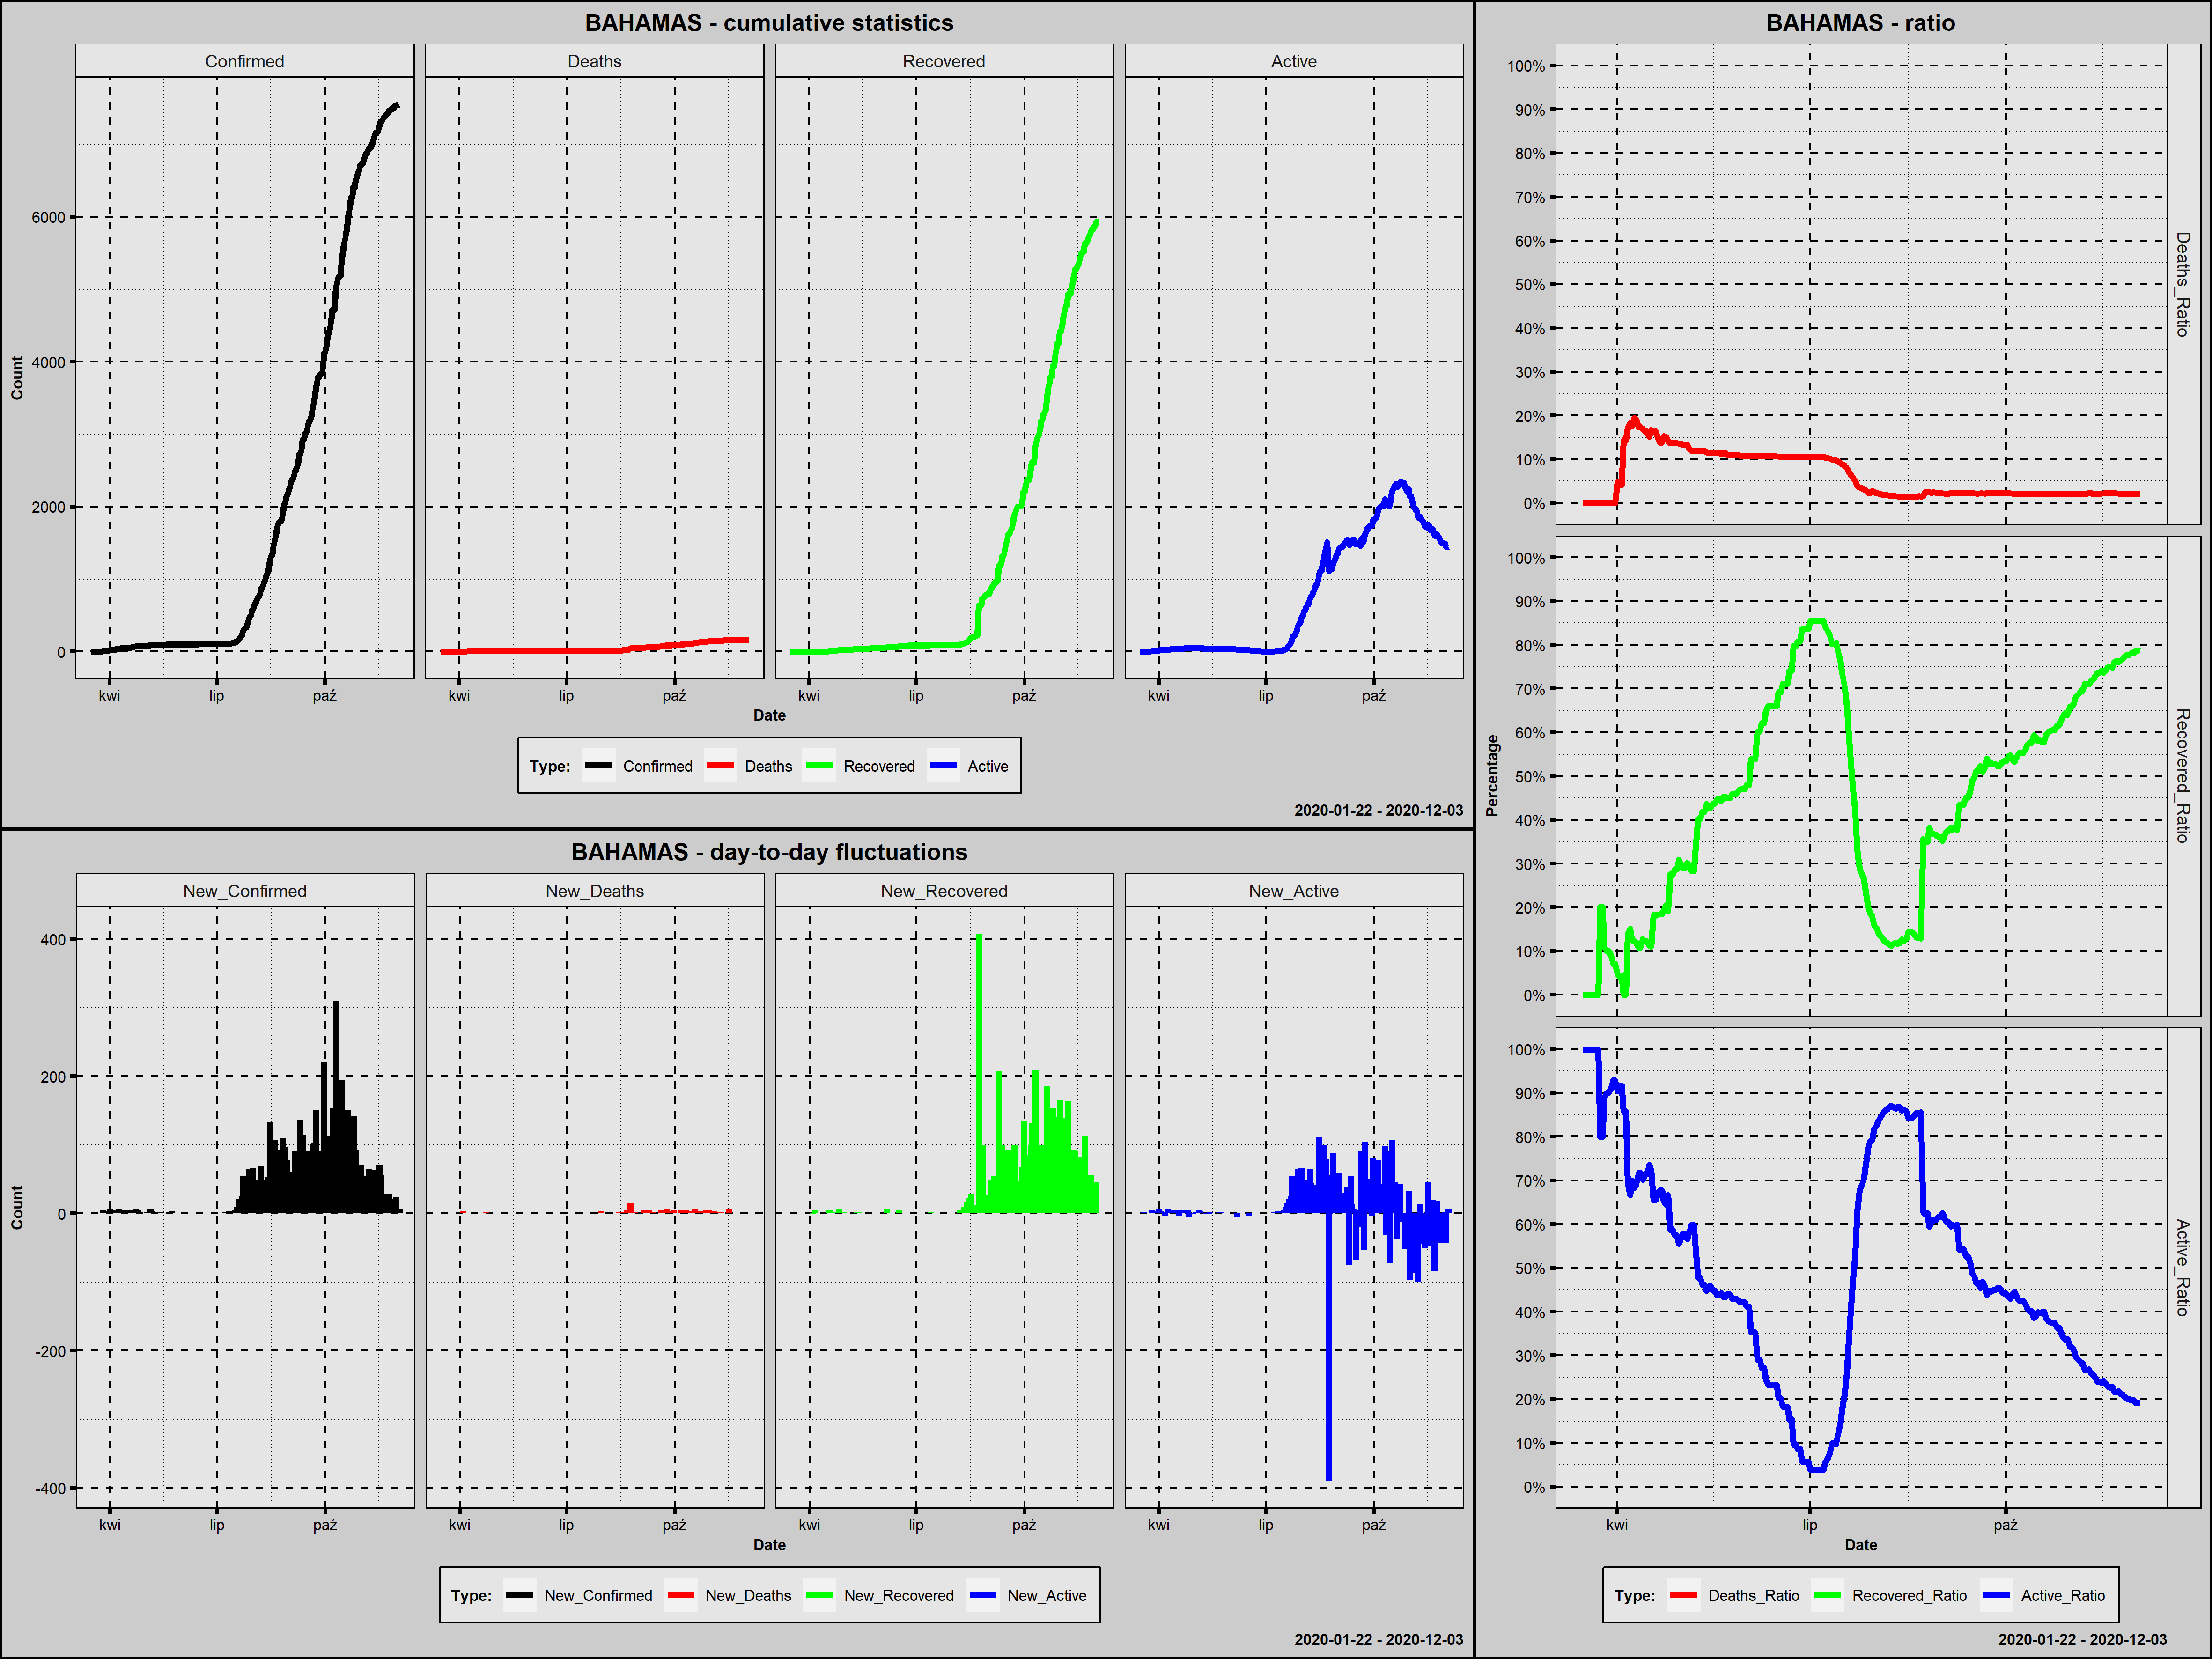 BAHAMAS - cumulative statistics
Confirmed
Deaths
Recovered
Active
Count
6000
4000
2000
0
kwi lip paź
kwi lip paź
kwi lip paź
kwi lip paź
Date
Type: Confirmed Deaths Recovered Active
2020-01-22 - 2020-12-03
BAHAMAS - day-to-day fluctuations
New_Confirmed
New_Deaths
New_Recovered
New_Active
Count
400
200
0
-200
-400
kwi lip paź
kwi lip paź
kwi lip paź
kwi lip paź
Date
Type: New_Confirmed New_Deaths New_Recovered New_Active
2020-01-22 - 2020-12-03
BAHAMAS - ratio
Percentage
100%
90%
80%
70%
60%
50%
40%
30%
20%
10%
0%
Deaths_Ratio
100%
90%
80%
70%
60%
50%
40%
30%
20%
10%
0%
Recovered_Ratio
100%
90%
80%
70%
60%
50%
40%
30%
20%
10%
0%
Active_Ratio
kwi lip paź
Date
Type: Deaths_Ratio Recovered_Ratio Active_Ratio
2020-01-22 - 2020-12-03